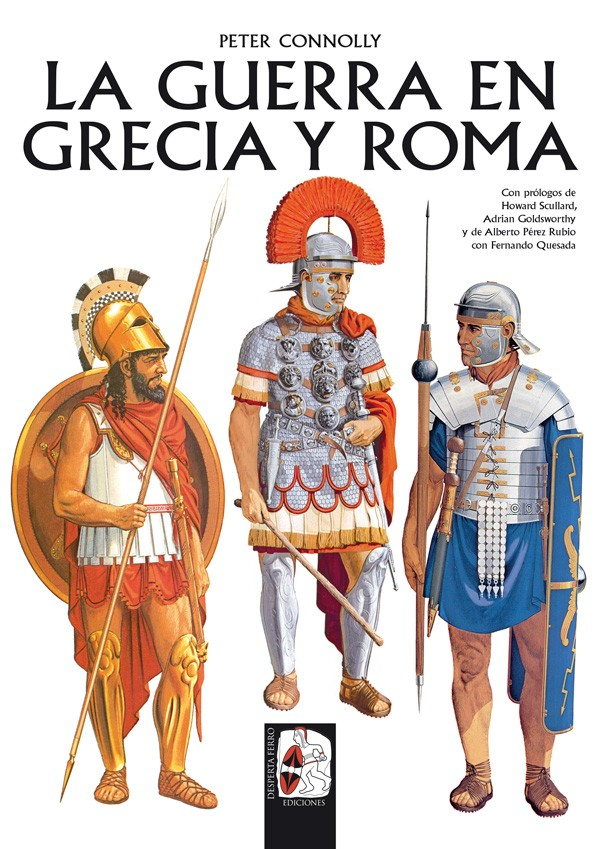 PETER CONNOLLY
LA GUERRA EN
GRECIA Y ROMA
Con prólogos de
Howard Scullard,
Adrian Goldsworthy
y de Alberto Pérez Rubio
con Fernando Quesada
DESPERTA FERRO
EDICIONES